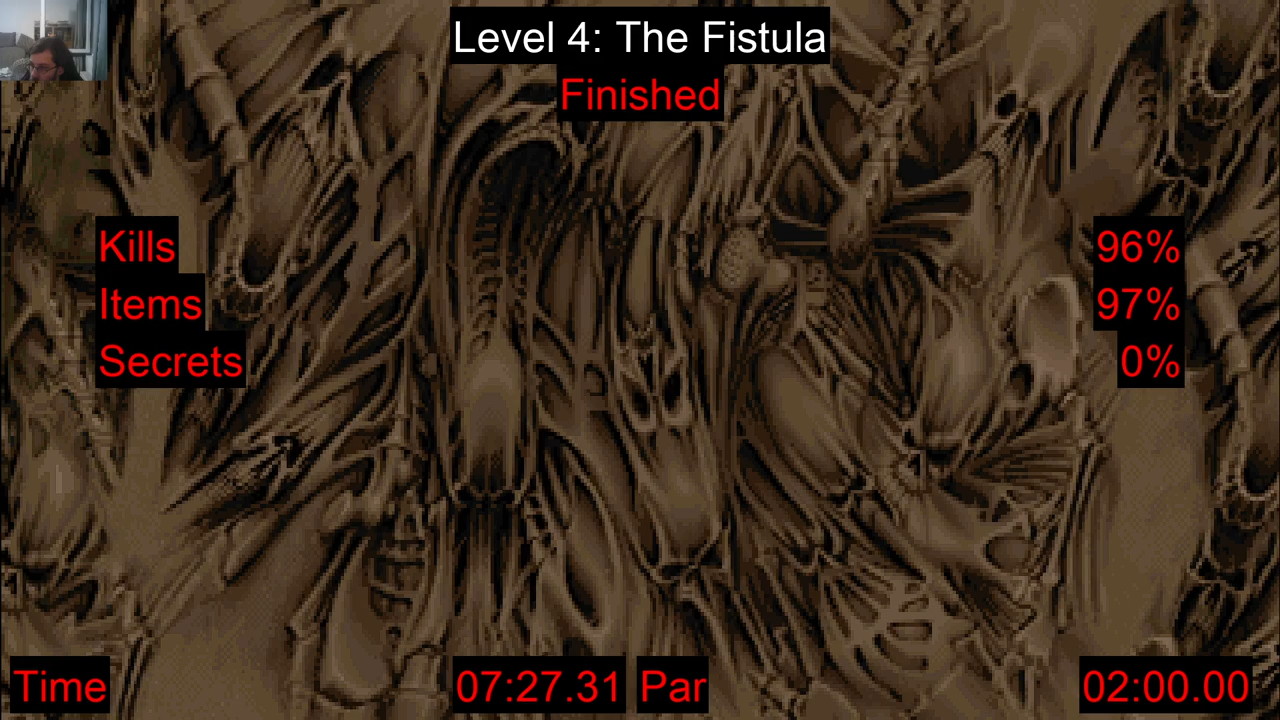 Level 4: The Fistula
Finished
Kills 96%
Items 97%
Secrets 0%
Time 07:27.31 Par 02:00.00